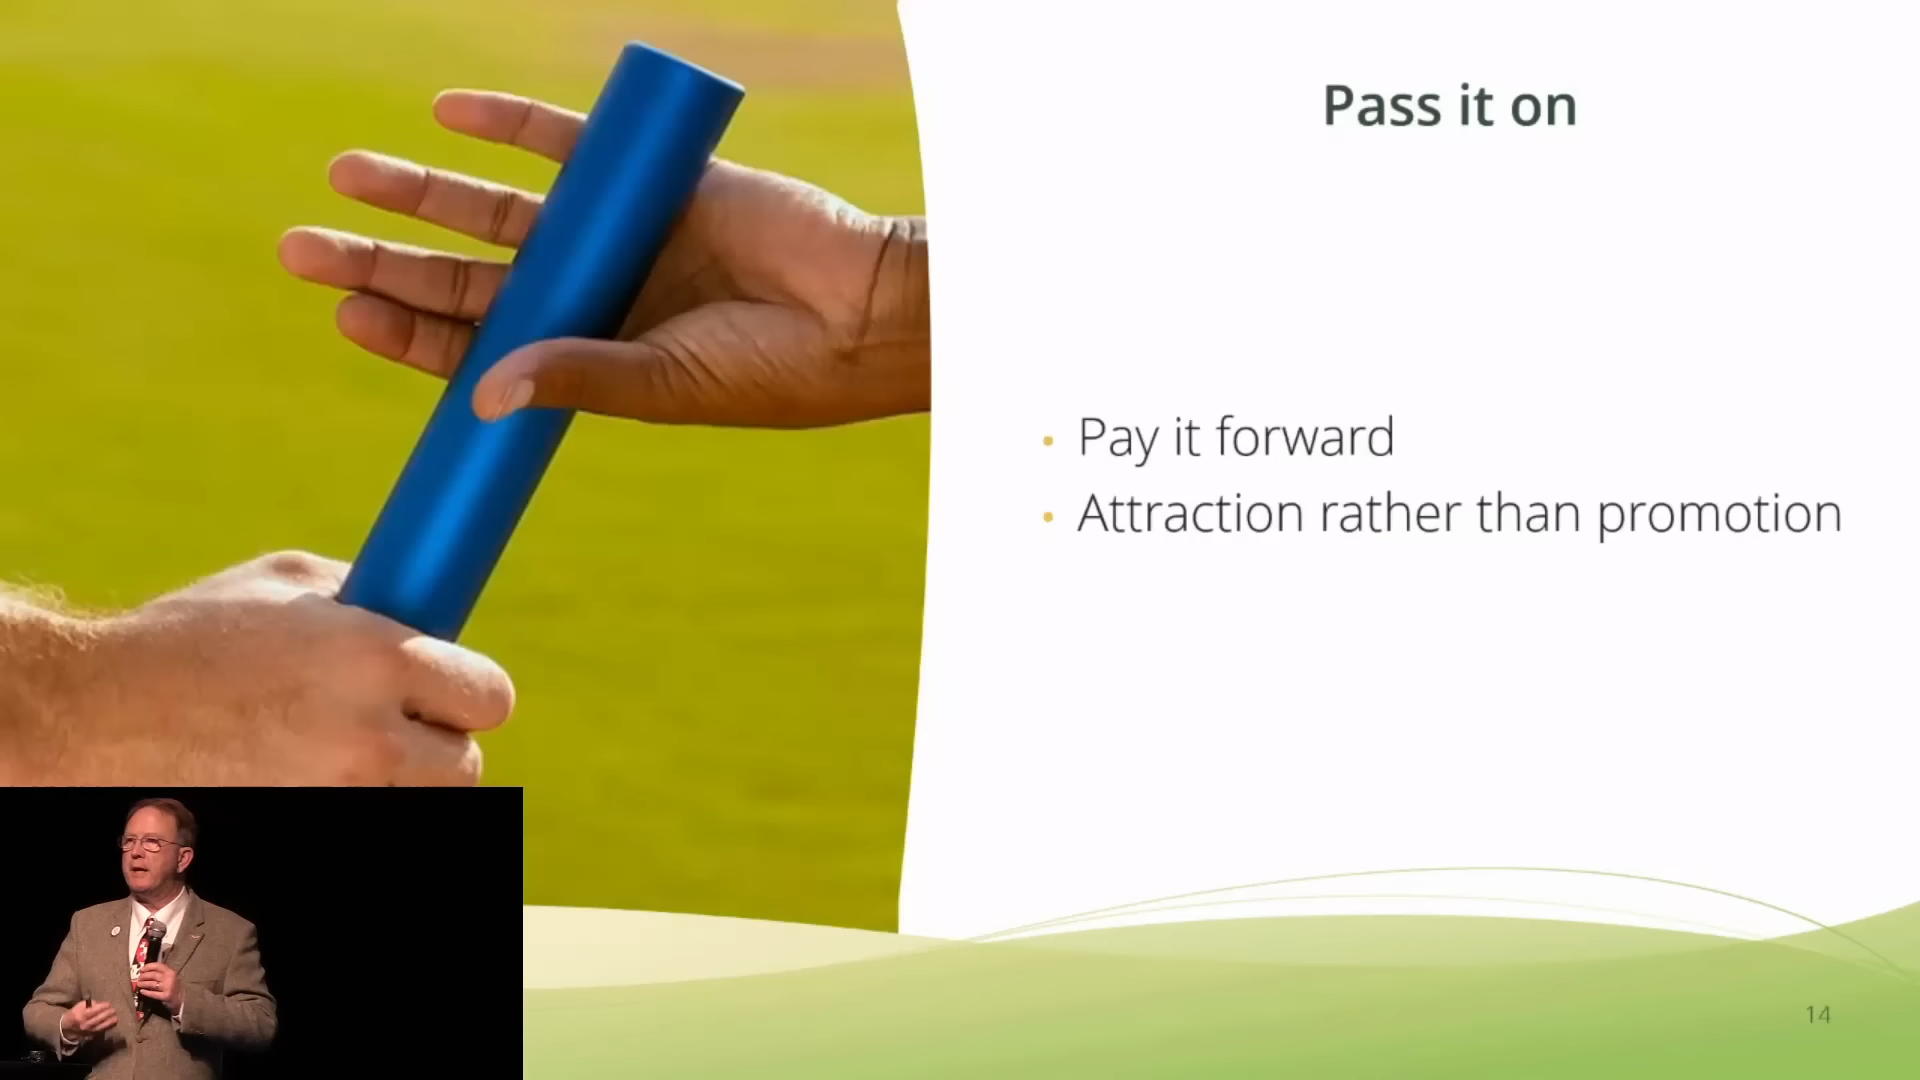 Pass it on
• Pay it forward
• Attraction rather than promotion
14